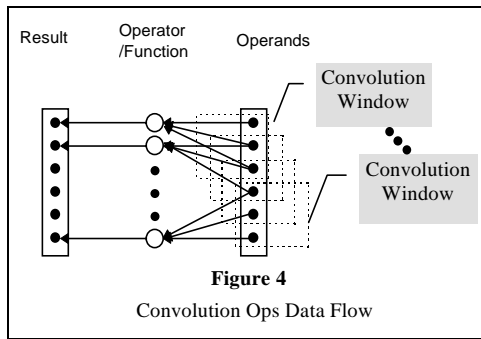 Result
Operator
/Function
Operands
Convolution
Window
Convolution
Window
Figure 4
Convolution Ops Data Flow